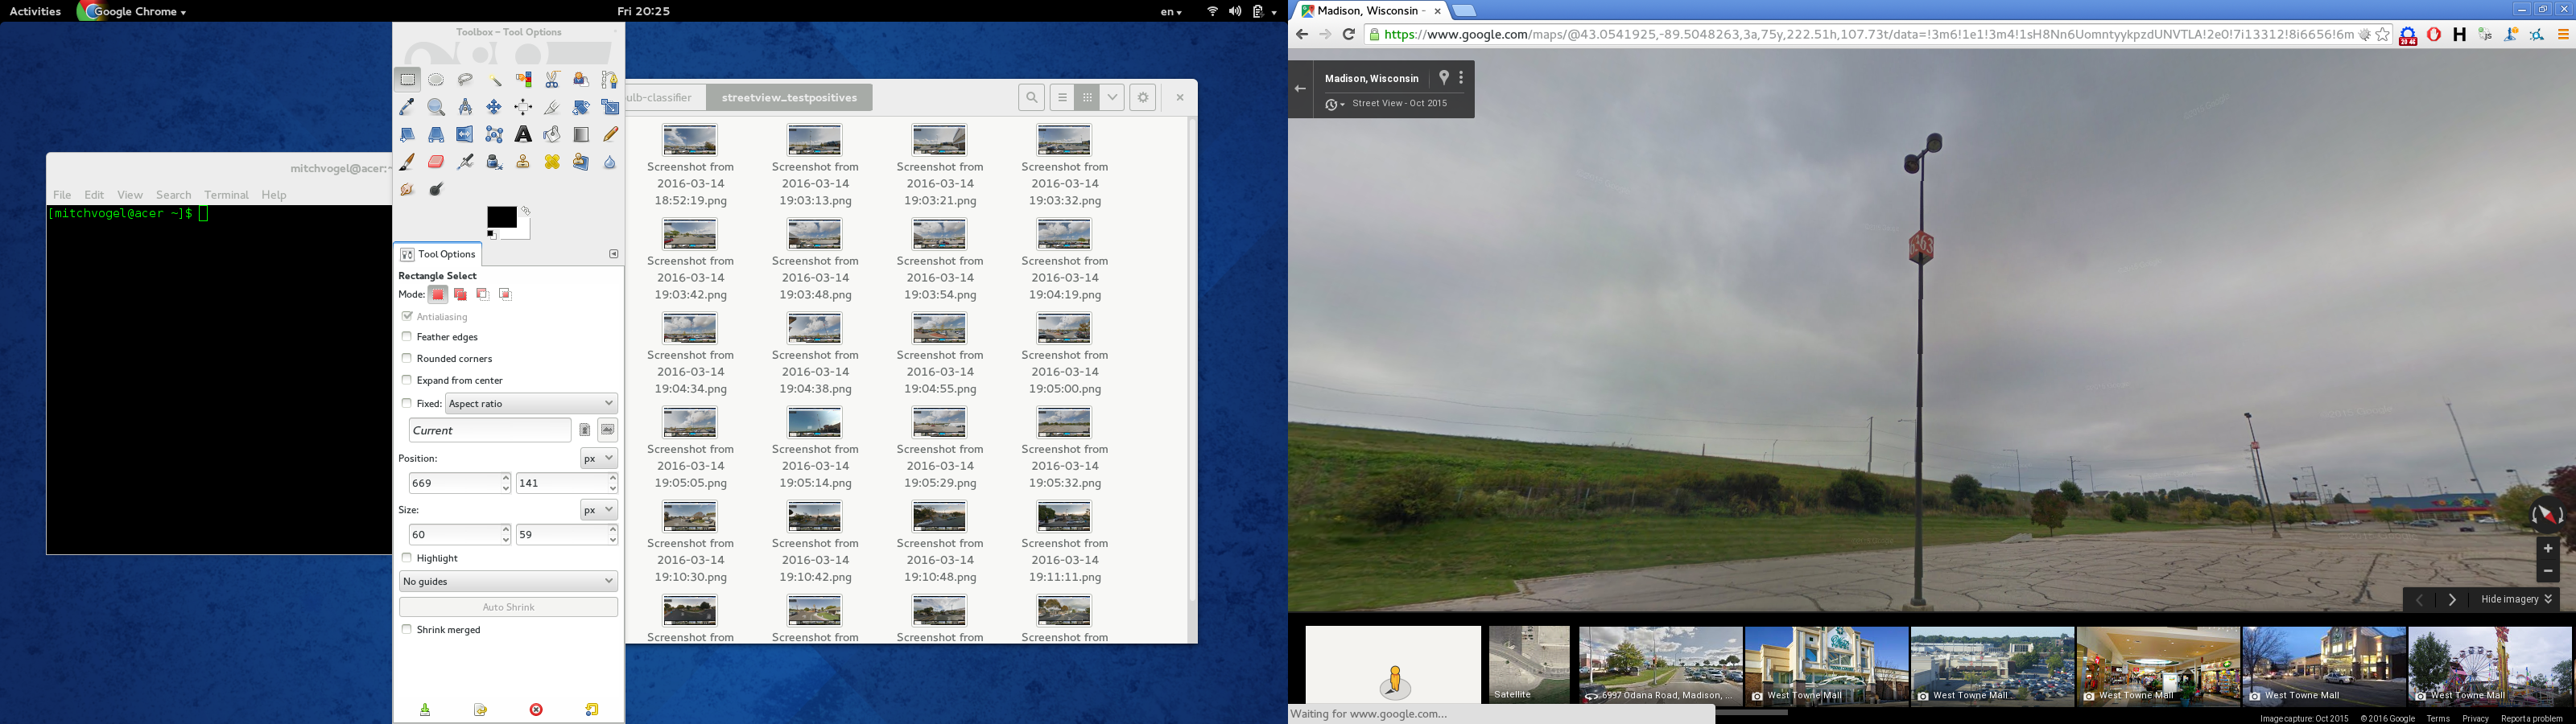 Activities
Google Chrome
Fri 20:25
en
Toolbox – Tool Options
mitchvogel@acer:~
File Edit View Search Terminal Help
[mitchvogel@acer ~]$
Tool Options
Rectangle Select
Mode:
Antialiasing
Feather edges
Rounded corners
Expand from center
Fixed: Aspect ratio
Current
Position: px
669 141
Size: px
60 59
Highlight
No guides
Auto Shrink
Shrink merged
ulb-classifier streetview_testpositives
Screenshot from Screenshot from Screenshot from Screenshot from
2016-03-14 2016-03-14 2016-03-14 2016-03-14
18:52:19.png 19:03:13.png 19:03:21.png 19:03:32.png
Screenshot from Screenshot from Screenshot from Screenshot from
2016-03-14 2016-03-14 2016-03-14 2016-03-14
19:03:42.png 19:03:48.png 19:03:54.png 19:04:19.png
Screenshot from Screenshot from Screenshot from Screenshot from
2016-03-14 2016-03-14 2016-03-14 2016-03-14
19:04:34.png 19:04:38.png 19:04:55.png 19:05:00.png
Screenshot from Screenshot from Screenshot from Screenshot from
2016-03-14 2016-03-14 2016-03-14 2016-03-14
19:05:05.png 19:05:14.png 19:05:29.png 19:05:32.png
Screenshot from Screenshot from Screenshot from Screenshot from
2016-03-14 2016-03-14 2016-03-14 2016-03-14
19:10:30.png 19:10:42.png 19:10:48.png 19:11:11.png
Screenshot from Screenshot from Screenshot from Screenshot from
Madison, Wisconsin -
https://www.google.com/maps/@43.0541925,-89.5048263,3a,75y,222.51h,107.73t/data=!3m6!1e1!3m4!1sH8Nn6UomntyykpzdUNVTLA!2e0!7i13312!8i6656!6m
Madison, Wisconsin
Street View - Oct 2015
Hide imagery
Satellite
6997 Odana Road, Madison, ...
West Towne Mall
West Towne Mall
West Towne Mall
West Towne Mall
West Towne Mall
Waiting for www.google.com...
Image capture: Oct 2015 © 2016 Google Terms Privacy Report a problem